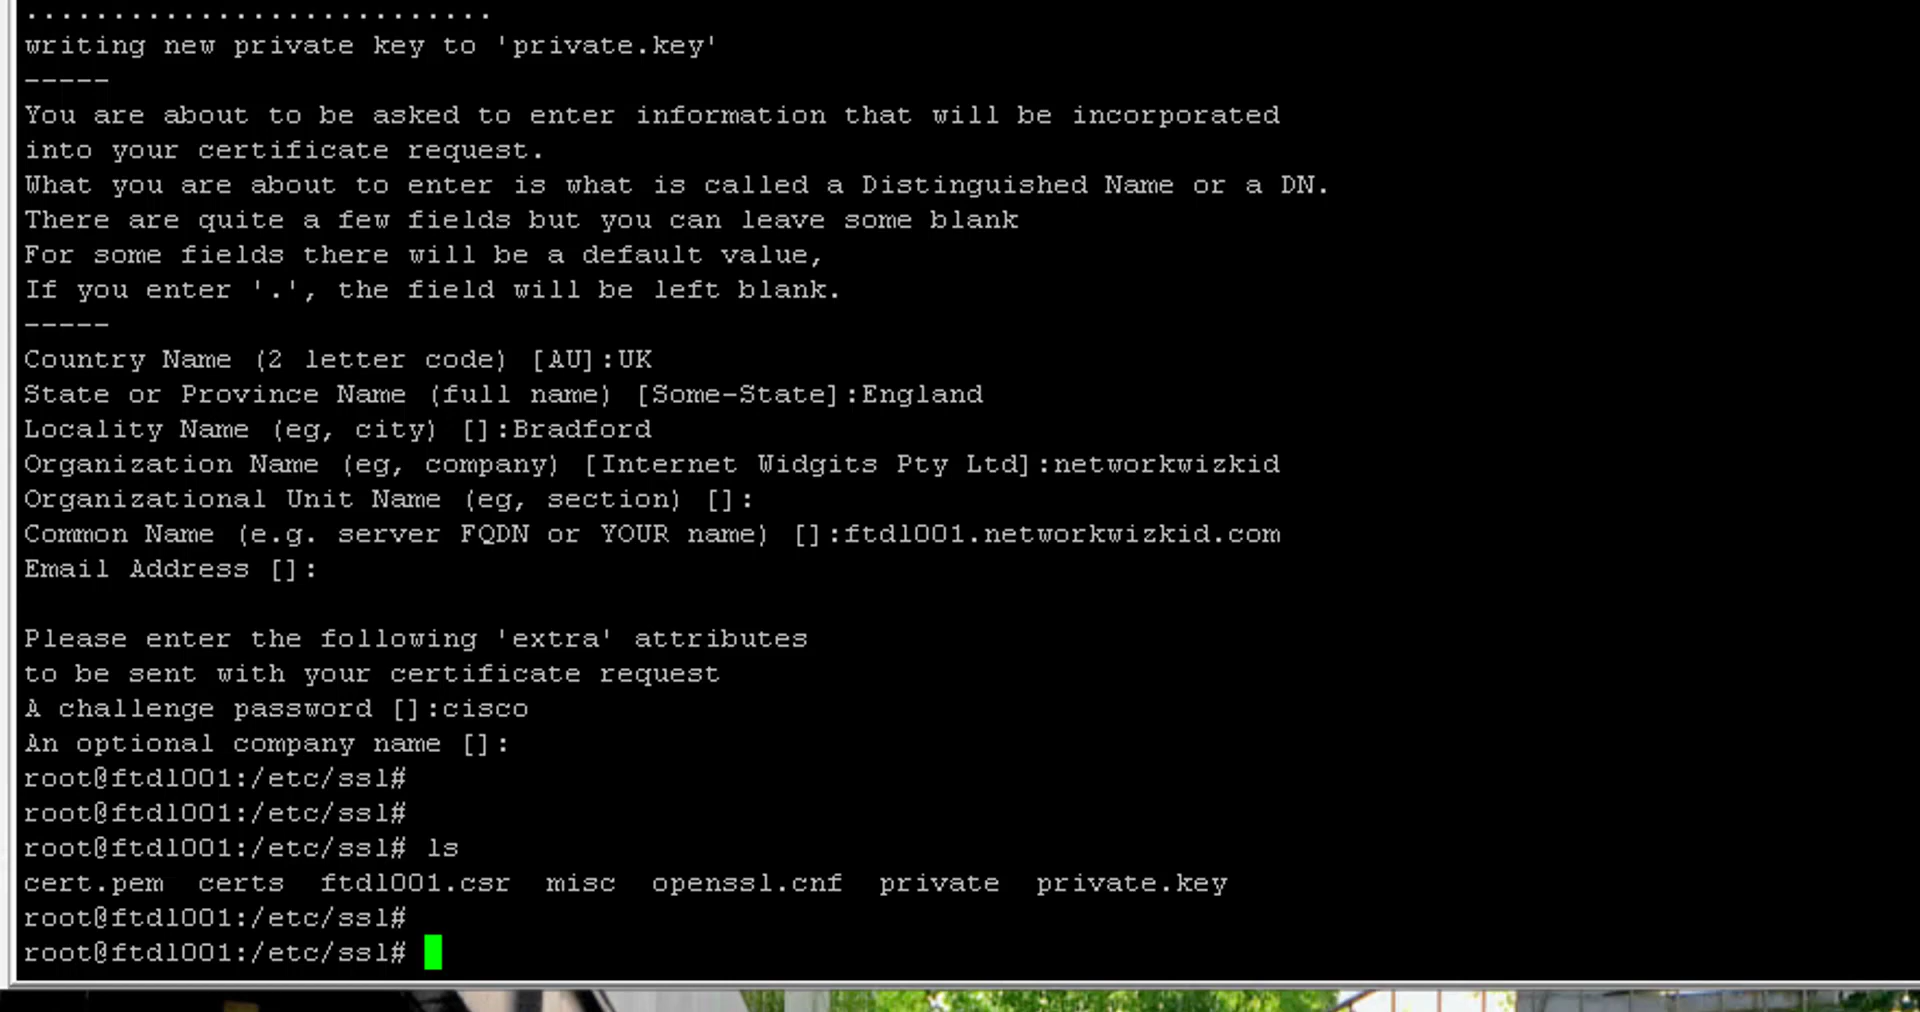 ..............................
writing new private key to 'private.key'
-----
You are about to be asked to enter information that will be incorporated
into your certificate request.
What you are about to enter is what is called a Distinguished Name or a DN.
There are quite a few fields but you can leave some blank
For some fields there will be a default value,
If you enter '.', the field will be left blank.
-----
Country Name (2 letter code) [AU]:UK
State or Province Name (full name) [Some-State]:England
Locality Name (eg, city) []:Bradford
Organization Name (eg, company) [Internet Widgits Pty Ltd]:networkwizkid
Organizational Unit Name (eg, section) []:
Common Name (e.g. server FQDN or YOUR name) []:ftdl001.networkwizkid.com
Email Address []:
Please enter the following 'extra' attributes
to be sent with your certificate request
A challenge password []:cisco
An optional company name []:
root@ftdl001:/etc/ssl#
root@ftdl001:/etc/ssl#
root@ftdl001:/etc/ssl# ls
cert.pem certs ftdl001.csr misc openssl.cnf private private.key
root@ftdl001:/etc/ssl#
root@ftdl001:/etc/ssl#